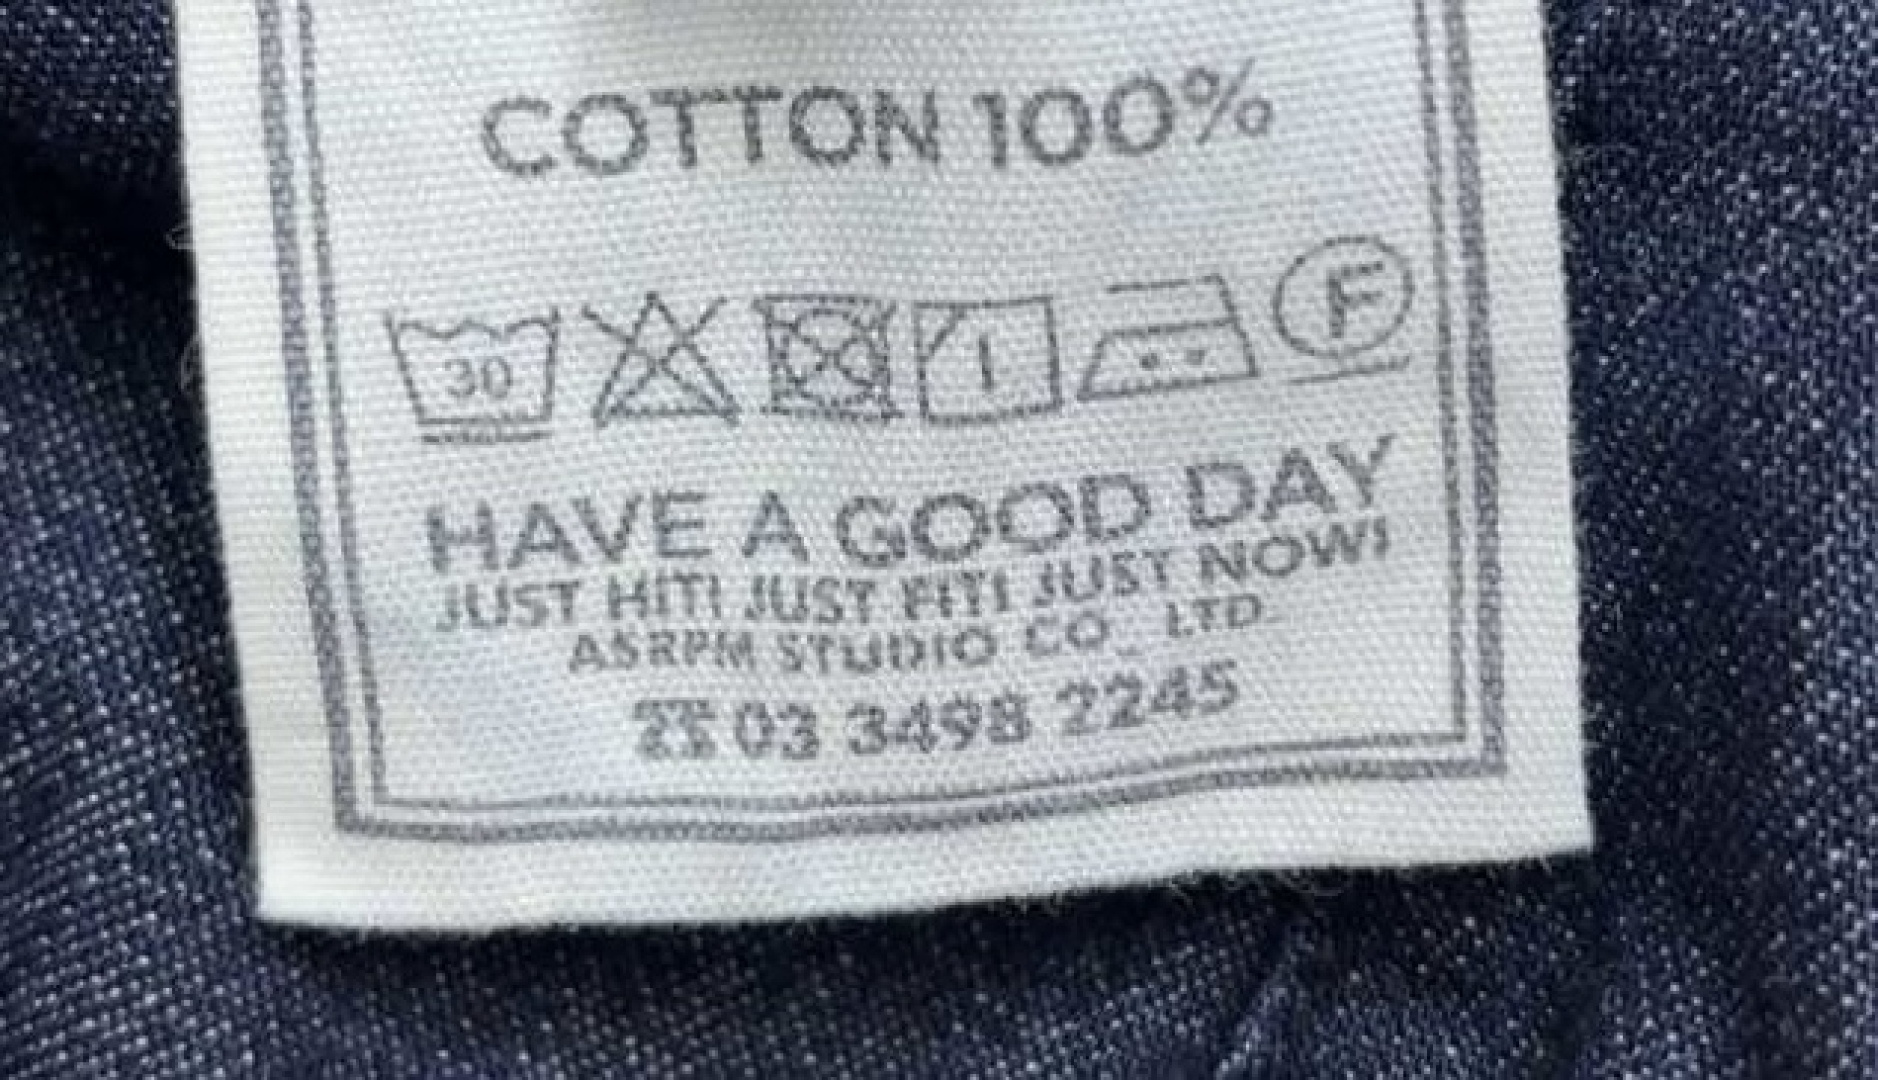 COTTON 100%
30 F
HAVE A GOOD DAY
JUST HIT! JUST FIT! JUST NOW!
ASRPM STUDIO CO., LTD.
☎ 03 3498 2245